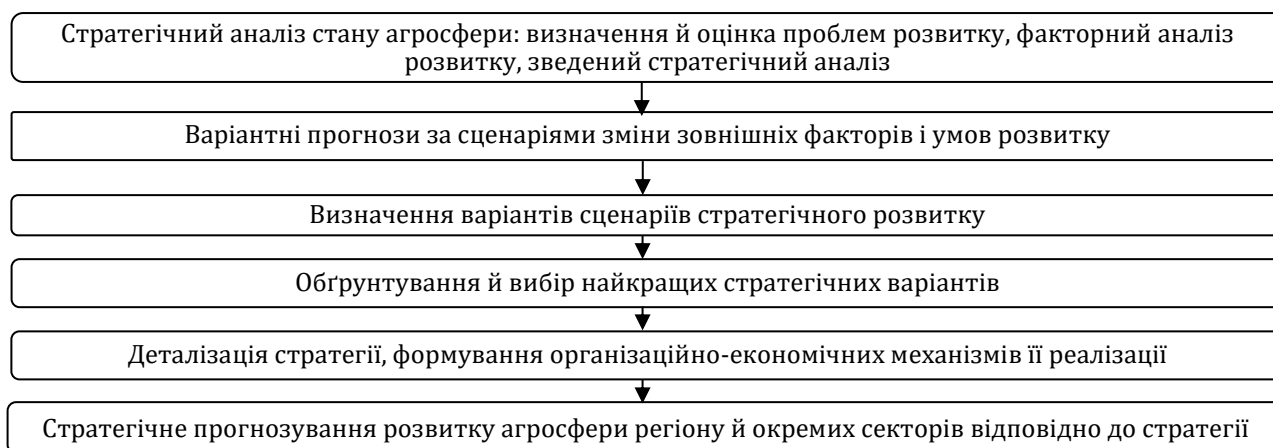 Стратегічний аналіз стану агросфери: визначення й оцінка проблем розвитку, факторний аналіз
розвитку, зведений стратегічний аналіз
Варіантні прогнози за сценаріями зміни зовнішніх факторів і умов розвитку
Визначення варіантів сценаріїв стратегічного розвитку
Обґрунтування й вибір найкращих стратегічних варіантів
Деталізація стратегії, формування організаційно-економічних механізмів її реалізації
Стратегічне прогнозування розвитку агросфери регіону й окремих секторів відповідно до стратегії